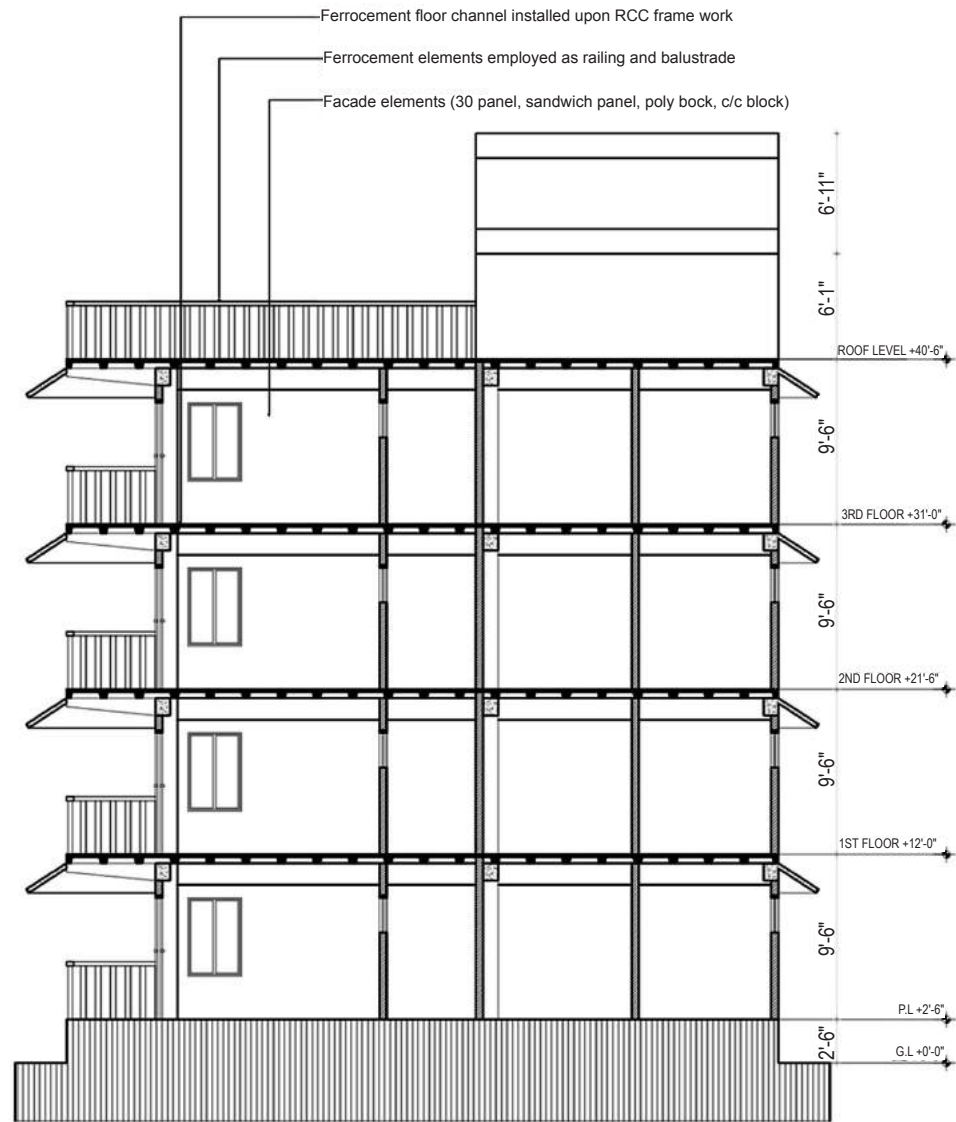 Ferrocement floor channel installed upon RCC frame work
Ferrocement elements employed as railing and balustrade
Facade elements (30 panel, sandwich panel, poly bock, c/c block)
6'-11"
6'-1"
ROOF LEVEL +40'-6"
9'-6"
3RD FLOOR +31'-0"
9'-6"
2ND FLOOR +21'-6"
9'-6"
1ST FLOOR +12'-0"
9'-6"
P.L +2'-6"
2'-6"
G.L +0'-0"